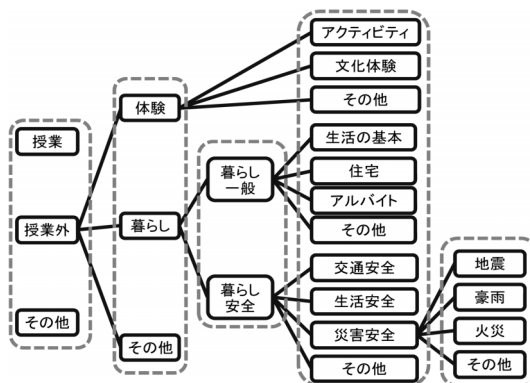 授業
授業外
その他
体験
暮らし
その他
暮らし
一般
暮らし
安全
アクティビティ
文化体験
その他
生活の基本
住宅
アルバイト
その他
交通安全
生活安全
災害安全
その他
地震
豪雨
火災
その他